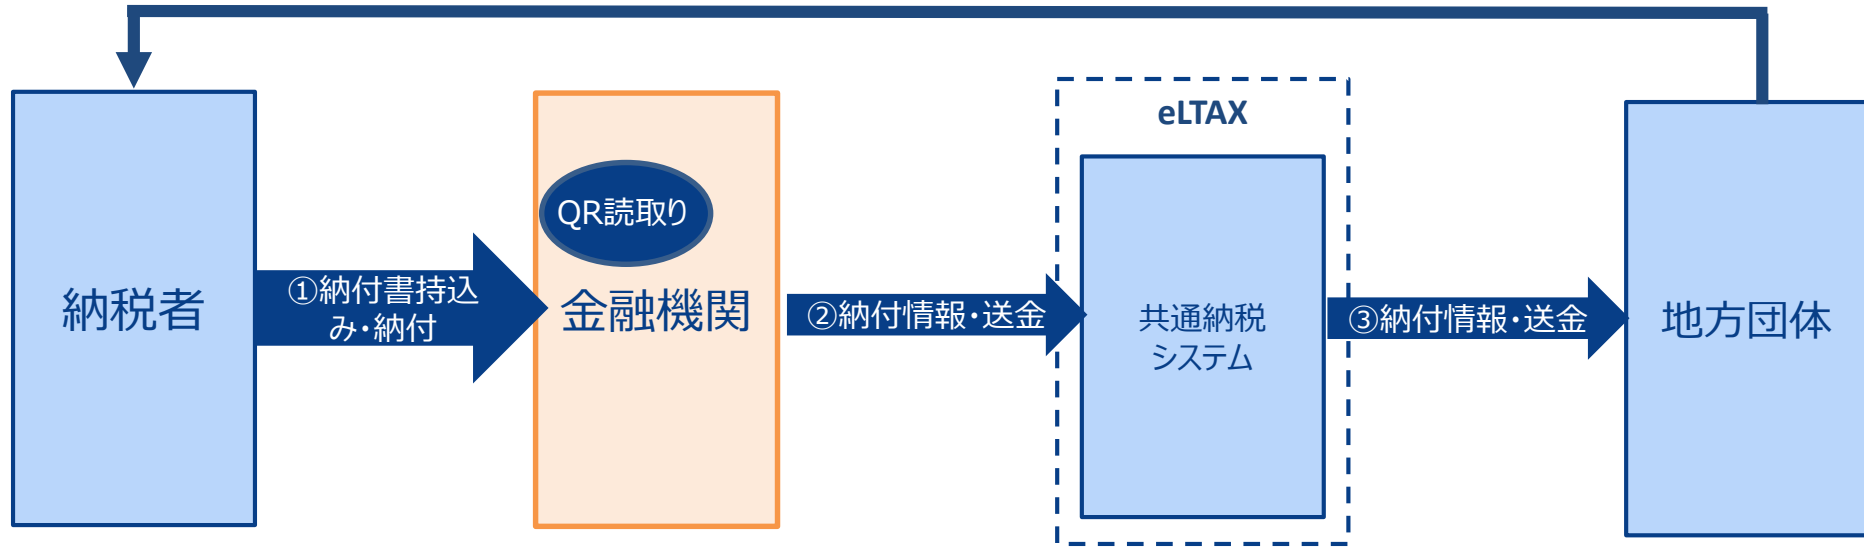 eLTAX
QR読取り
納税者
①納付書持込
み・納付
金融機関
②納付情報・送金
共通納税
システム
③納付情報・送金
地方団体